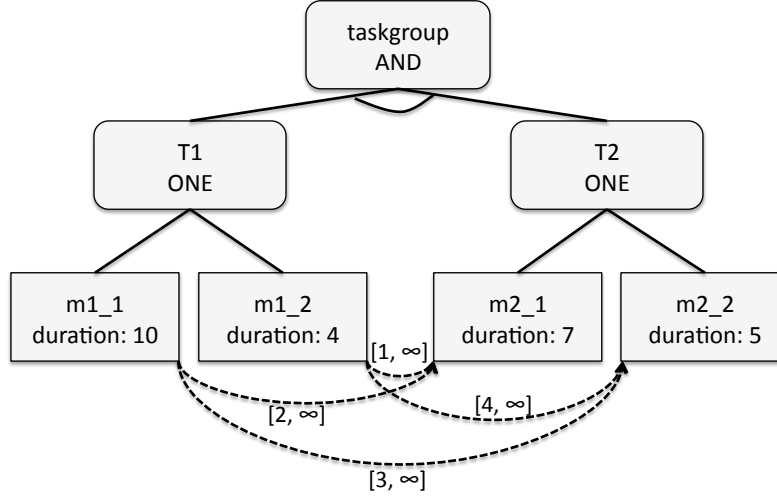 taskgroup
AND
T1
ONE
T2
ONE
m1_1
duration: 10
m1_2
duration: 4
m2_1
duration: 7
m2_2
duration: 5
[1, ∞]
[2, ∞]
[4, ∞]
[3, ∞]